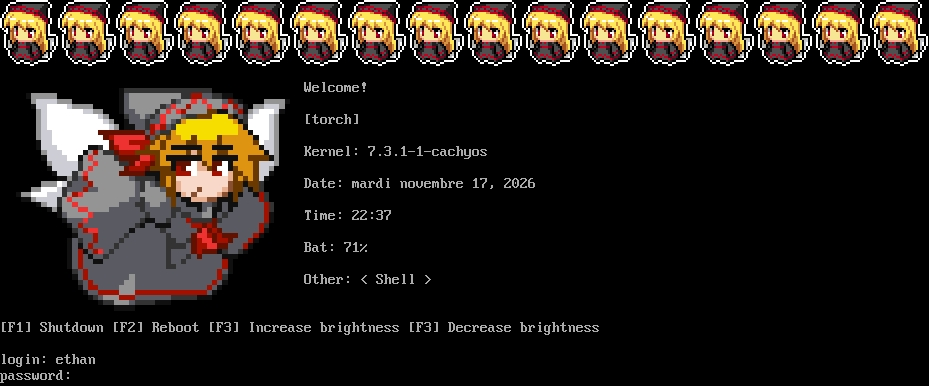 Welcome!
[torch]
Kernel: 7.3.1-1-cachyos
Date: mardi novembre 17, 2026
Time: 22:37
Bat: 71%
Other: < Shell >
[F1] Shutdown [F2] Reboot [F3] Increase brightness [F3] Decrease brightness
login: ethan
password: